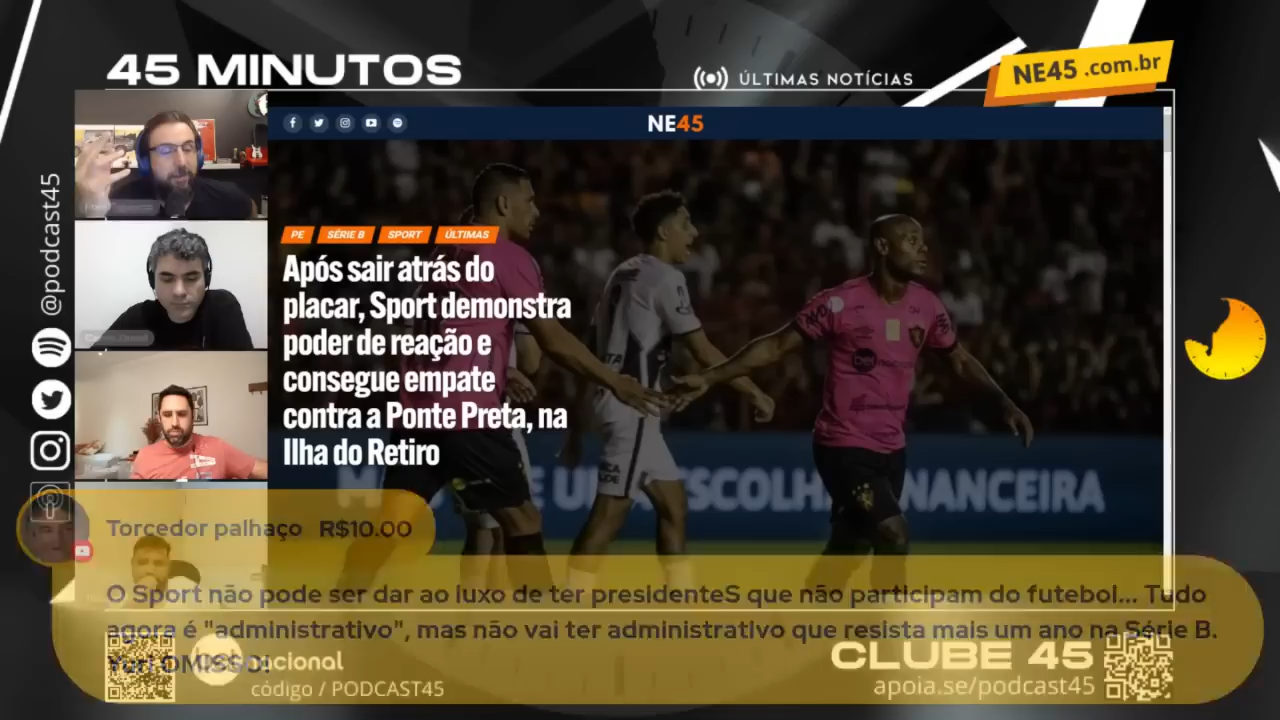 45 MINUTOS
ÚLTIMAS NOTÍCIAS
NE45 .com.br
NE45
@podcast45
PE
SÉRIE B
SPORT
ÚLTIMAS
Após sair atrás do
placar, Sport demonstra
poder de reação e
consegue empate
contra a Ponte Preta, na
Ilha do Retiro
Torcedor palhaço R$10.00
O Sport não pode ser dar ao luxo de ter presidenteS que não participam do futebol... Tudo
agora é "administrativo", mas não vai ter administrativo que resista mais um ano na Série B.
Yuri OMISSO!
nacional
código / PODCAST45
CLUBE 45
apoia.se/podcast45